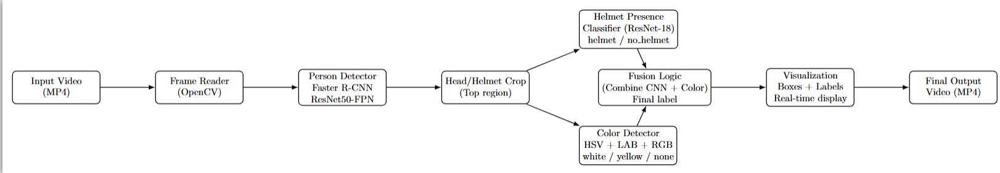 Input Video
(MP4)
Frame Reader
(OpenCV)
Person Detector
Faster R-CNN
ResNet50-FPN
Head/Helmet Crop
(Top region)
Helmet Presence
Classifier (ResNet-18)
helmet / no_helmet
Fusion Logic
(Combine CNN + Color)
Final label
Color Detector
HSV + LAB + RGB
white / yellow / none
Visualization
Boxes + Labels
Real-time display
Final Output
Video (MP4)